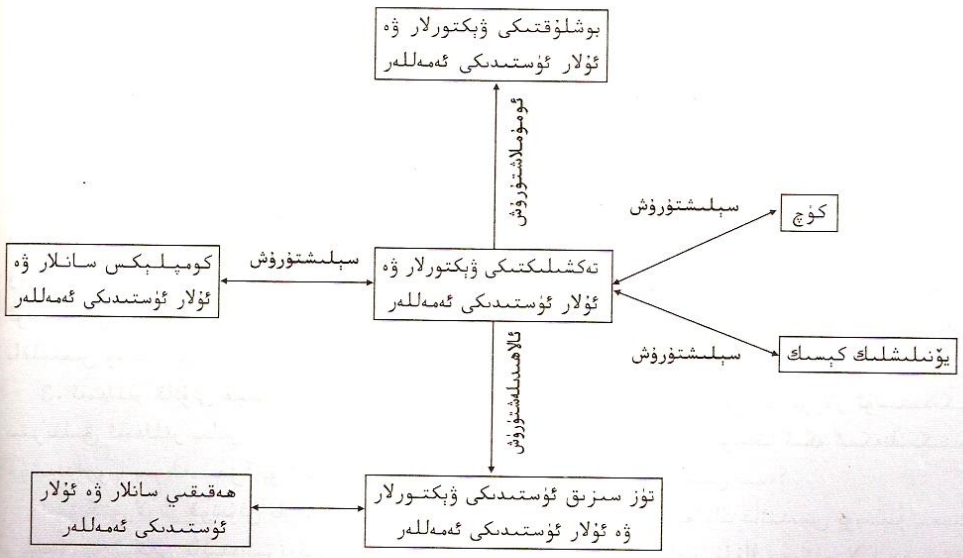 بوشلۇقتىكى ۋېكتورلار ۋە
ئۇلار ئۈستىدىكى ئەمەللەر
ئومۇملاشتۇرۇش
سېلىشتۇرۇش
كۈچ
كومپلېكس سانلار ۋە
ئۇلار ئۈستىدىكى ئەمەللەر
سېلىشتۇرۇش
تەكشىلىكتىكى ۋېكتورلار ۋە
ئۇلار ئۈستىدىكى ئەمەللەر
سېلىشتۇرۇش
يۆنىلىشلىك كېسىك
ئالاھىدىلەشتۈرۈش
ھەقىقىي سانلار ۋە ئۇلار
ئۈستىدىكى ئەمەللەر
تۈز سىزىق ئۈستىدىكى ۋېكتورلار
ۋە ئۇلار ئۈستىدىكى ئەمەللەر